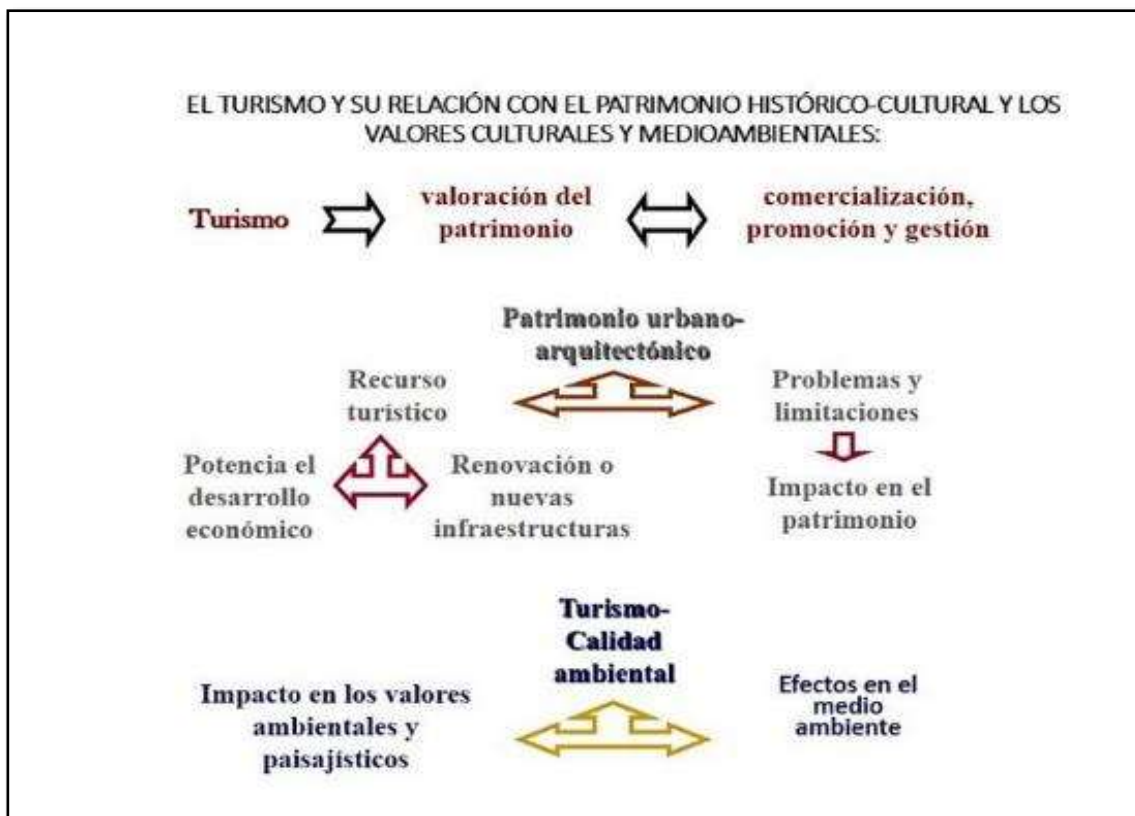 EL TURISMO Y SU RELACIÓN CON EL PATRIMONIO HISTÓRICO-CULTURAL Y LOS
VALORES CULTURALES Y MEDIOAMBIENTALES:
Turismo
valoración del
patrimonio
comercialización,
promoción y gestión
Patrimonio urbano-
arquitectónico
Recurso
turístico
Problemas y
limitaciones
Potencia el
desarrollo
económico
Renovación o
nuevas
infraestructuras
Impacto en el
patrimonio
Turismo-
Calidad
ambiental
Impacto en los valores
ambientales y
paisajísticos
Efectos en el
medio
ambiente